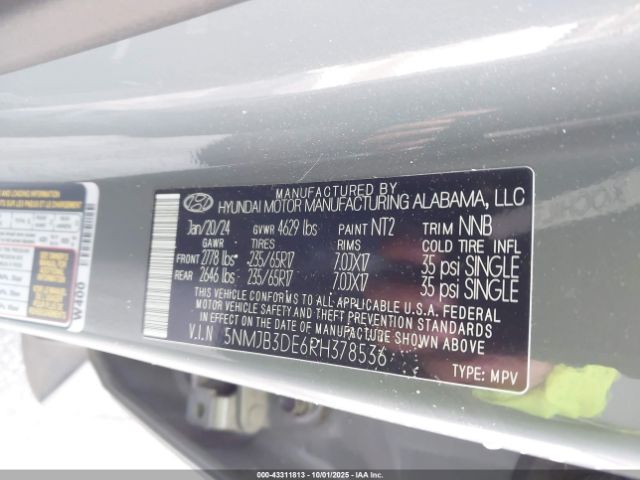 MANUFACTURED BY
HYUNDAI MOTOR MANUFACTURING ALABAMA, LLC
Jan/20/24 GVWR 4629 lbs PAINT NT2 TRIM NNB
GAWR TIRES RIMS COLD TIRE INFL
FRONT 2778 lbs 235/65R17 7.0JX17 35 psi SINGLE
REAR 2646 lbs 235/65R17 7.0JX17 35 psi SINGLE
THIS VEHICLE CONFORMS TO ALL APPLICABLE U.S.A. FEDERAL
MOTOR VEHICLE SAFETY AND THEFT PREVENTION STANDARDS
IN EFFECT ON THE DATE OF MANUFACTURE SHOWN ABOVE.
V.I.N 5NMJB3DE6RH378536
TYPE: MPV
W400
000-43311813 - 10/01/2025 - IAAI.COM